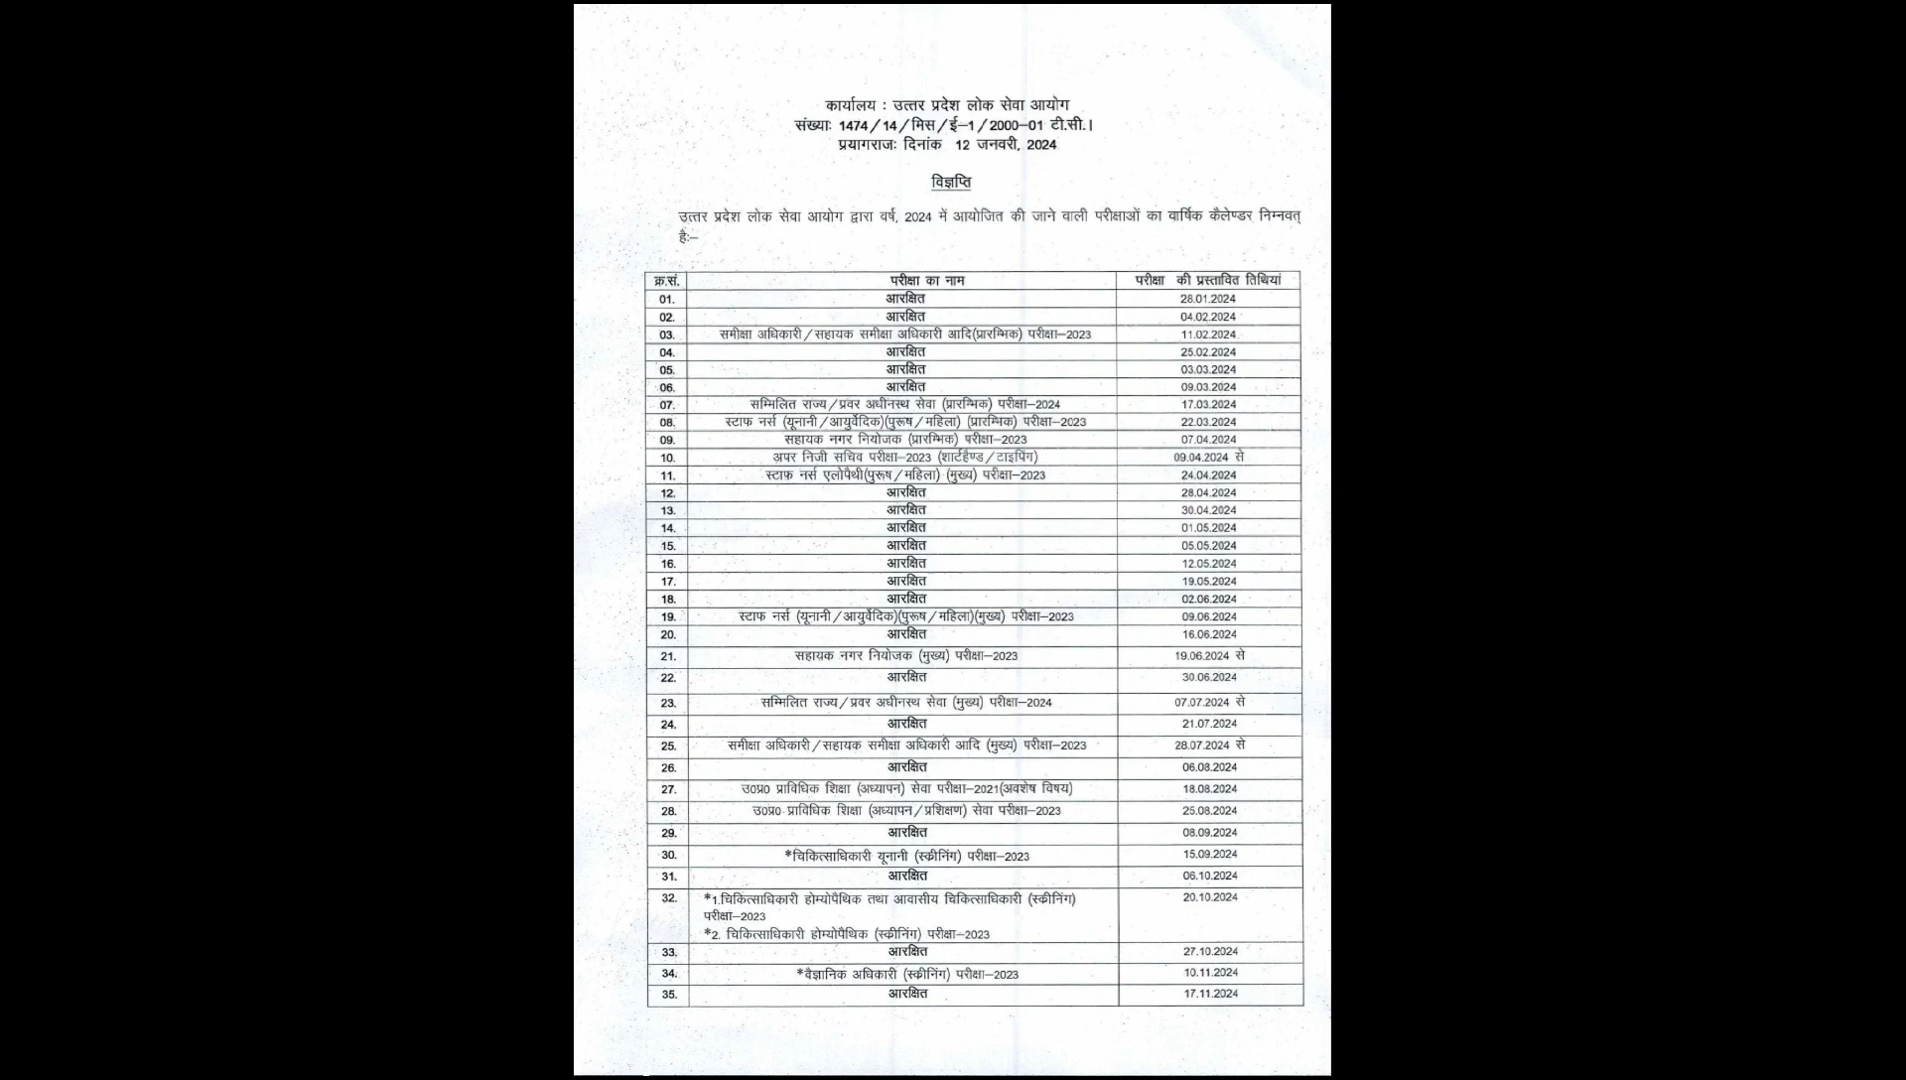 कार्यालय : उत्तर प्रदेश लोक सेवा आयोग
संख्याः 1474/14/मिस/ई–1/2000–01 टी.सी.।
प्रयागराजः दिनांक 12 जनवरी, 2024
विज्ञप्ति
उत्तर प्रदेश लोक सेवा आयोग द्वारा वर्ष, 2024 में आयोजित की जाने वाली परीक्षाओं का वार्षिक कैलेण्डर निम्नवत्
है:–
क्र.सं. परीक्षा का नाम परीक्षा की प्रस्तावित तिथियां
01. आरक्षित 28.01.2024
02. आरक्षित 04.02.2024
03. समीक्षा अधिकारी/सहायक समीक्षा अधिकारी आदि(प्रारम्भिक) परीक्षा–2023 11.02.2024
04. आरक्षित 25.02.2024
05. आरक्षित 03.03.2024
06. आरक्षित 09.03.2024
07. सम्मिलित राज्य/प्रवर अधीनस्थ सेवा (प्रारम्भिक) परीक्षा–2024 17.03.2024
08. स्टाफ नर्स (यूनानी/आयुर्वेदिक)(पुरूष/महिला) (प्रारम्भिक) परीक्षा–2023 22.03.2024
09. सहायक नगर नियोजक (प्रारम्भिक) परीक्षा–2023 07.04.2024
10. अपर निजी सचिव परीक्षा–2023 (शार्टहैण्ड/टाइपिंग) 09.04.2024 से
11. स्टाफ नर्स एलोपैथी(पुरूष/महिला) (मुख्य) परीक्षा–2023 24.04.2024
12. आरक्षित 28.04.2024
13. आरक्षित 30.04.2024
14. आरक्षित 01.05.2024
15. आरक्षित 05.05.2024
16. आरक्षित 12.05.2024
17. आरक्षित 19.05.2024
18. आरक्षित 02.06.2024
19. स्टाफ नर्स (यूनानी/आयुर्वेदिक)(पुरूष/महिला)(मुख्य) परीक्षा–2023 09.06.2024
20. आरक्षित 16.06.2024
21. सहायक नगर नियोजक (मुख्य) परीक्षा–2023 19.06.2024 से
22. आरक्षित 30.06.2024
23. सम्मिलित राज्य/प्रवर अधीनस्थ सेवा (मुख्य) परीक्षा–2024 07.07.2024 से
24. आरक्षित 21.07.2024
25. समीक्षा अधिकारी/सहायक समीक्षा अधिकारी आदि (मुख्य) परीक्षा–2023 28.07.2024 से
26. आरक्षित 06.08.2024
27. उ0प्र0 प्राविधिक शिक्षा (अध्यापन) सेवा परीक्षा–2021(अवशेष विषय) 18.08.2024
28. उ0प्र0 प्राविधिक शिक्षा (अध्यापन/प्रशिक्षण) सेवा परीक्षा–2023 25.08.2024
29. आरक्षित 08.09.2024
30. *चिकित्साधिकारी यूनानी (स्क्रीनिंग) परीक्षा–2023 15.09.2024
31. आरक्षित 06.10.2024
32. *1.चिकित्साधिकारी होम्योपैथिक तथा आवासीय चिकित्साधिकारी (स्क्रीनिंग) 20.10.2024
परीक्षा–2023
*2. चिकित्साधिकारी होम्योपैथिक (स्क्रीनिंग) परीक्षा–2023
33. आरक्षित 27.10.2024
34. *वैज्ञानिक अधिकारी (स्क्रीनिंग) परीक्षा–2023 10.11.2024
35. आरक्षित 17.11.2024